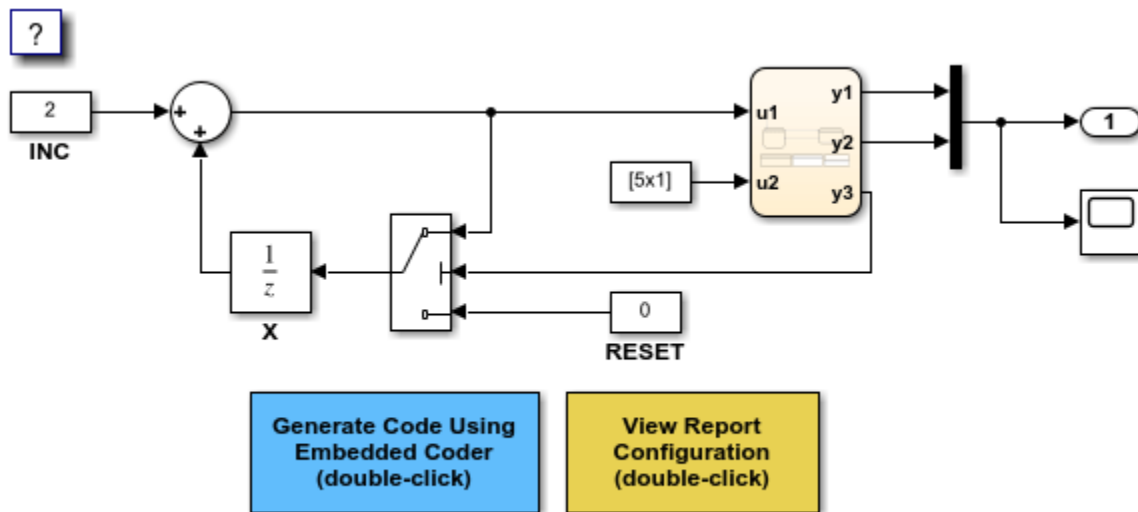 ?
2
INC
+
+
u1
y1
y2
[5x1]
u2
y3
1
1
z
X
0
RESET
Generate Code Using
Embedded Coder
(double-click)
View Report
Configuration
(double-click)